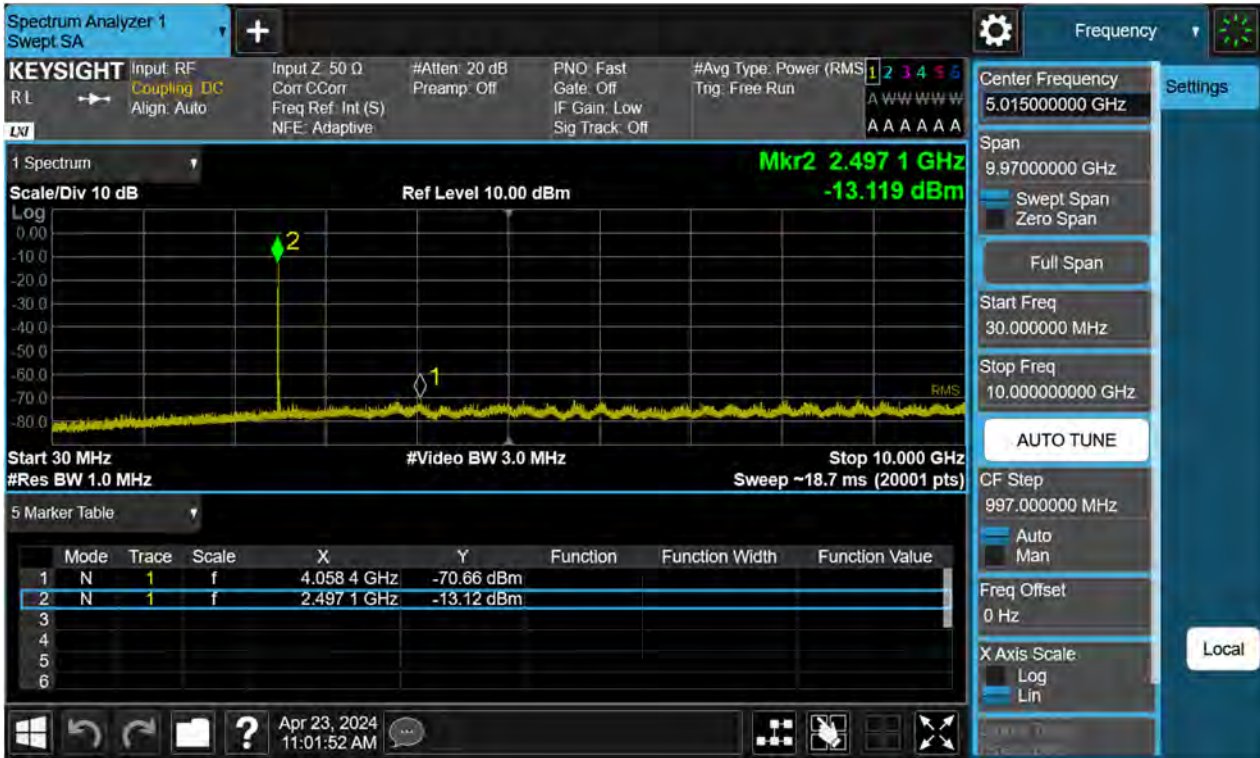 Spectrum Analyzer 1
Swept SA
+
Frequency
KEYSIGHT
R L
LXI
Input: RF
Coupling: DC
Align: Auto
Input Z: 50 Ω
Corr CCorr
Freq Ref: Int (S)
NFE: Adaptive
#Atten: 20 dB
Preamp: Off
PNO: Fast
Gate: Off
IF Gain: Low
Sig Track: Off
#Avg Type: Power (RMS
Trig: Free Run
1 2 3 4 5 6
A W W W W W
A A A A A A
Center Frequency
5.015000000 GHz
Settings
Span
9.97000000 GHz
Swept Span
Zero Span
Full Span
Start Freq
30.000000 MHz
Stop Freq
10.000000000 GHz
AUTO TUNE
CF Step
997.000000 MHz
Auto
Man
Freq Offset
0 Hz
X Axis Scale
Log
Lin
Local
1 Spectrum
Mkr2 2.497 1 GHz
-13.119 dBm
Scale/Div 10 dB
Ref Level 10.00 dBm
Log
0.00
-10.0
-20.0
-30.0
-40.0
-50.0
-60.0
-70.0
-80.0
2
1
RMS
Start 30 MHz
#Video BW 3.0 MHz
Stop 10.000 GHz
#Res BW 1.0 MHz
Sweep ~18.7 ms (20001 pts)
5 Marker Table
Mode Trace Scale X Y Function Function Width Function Value
1 N 1 f 4.058 4 GHz -70.66 dBm
2 N 1 f 2.497 1 GHz -13.12 dBm
3
4
5
6
?
Apr 23, 2024
11:01:52 AM